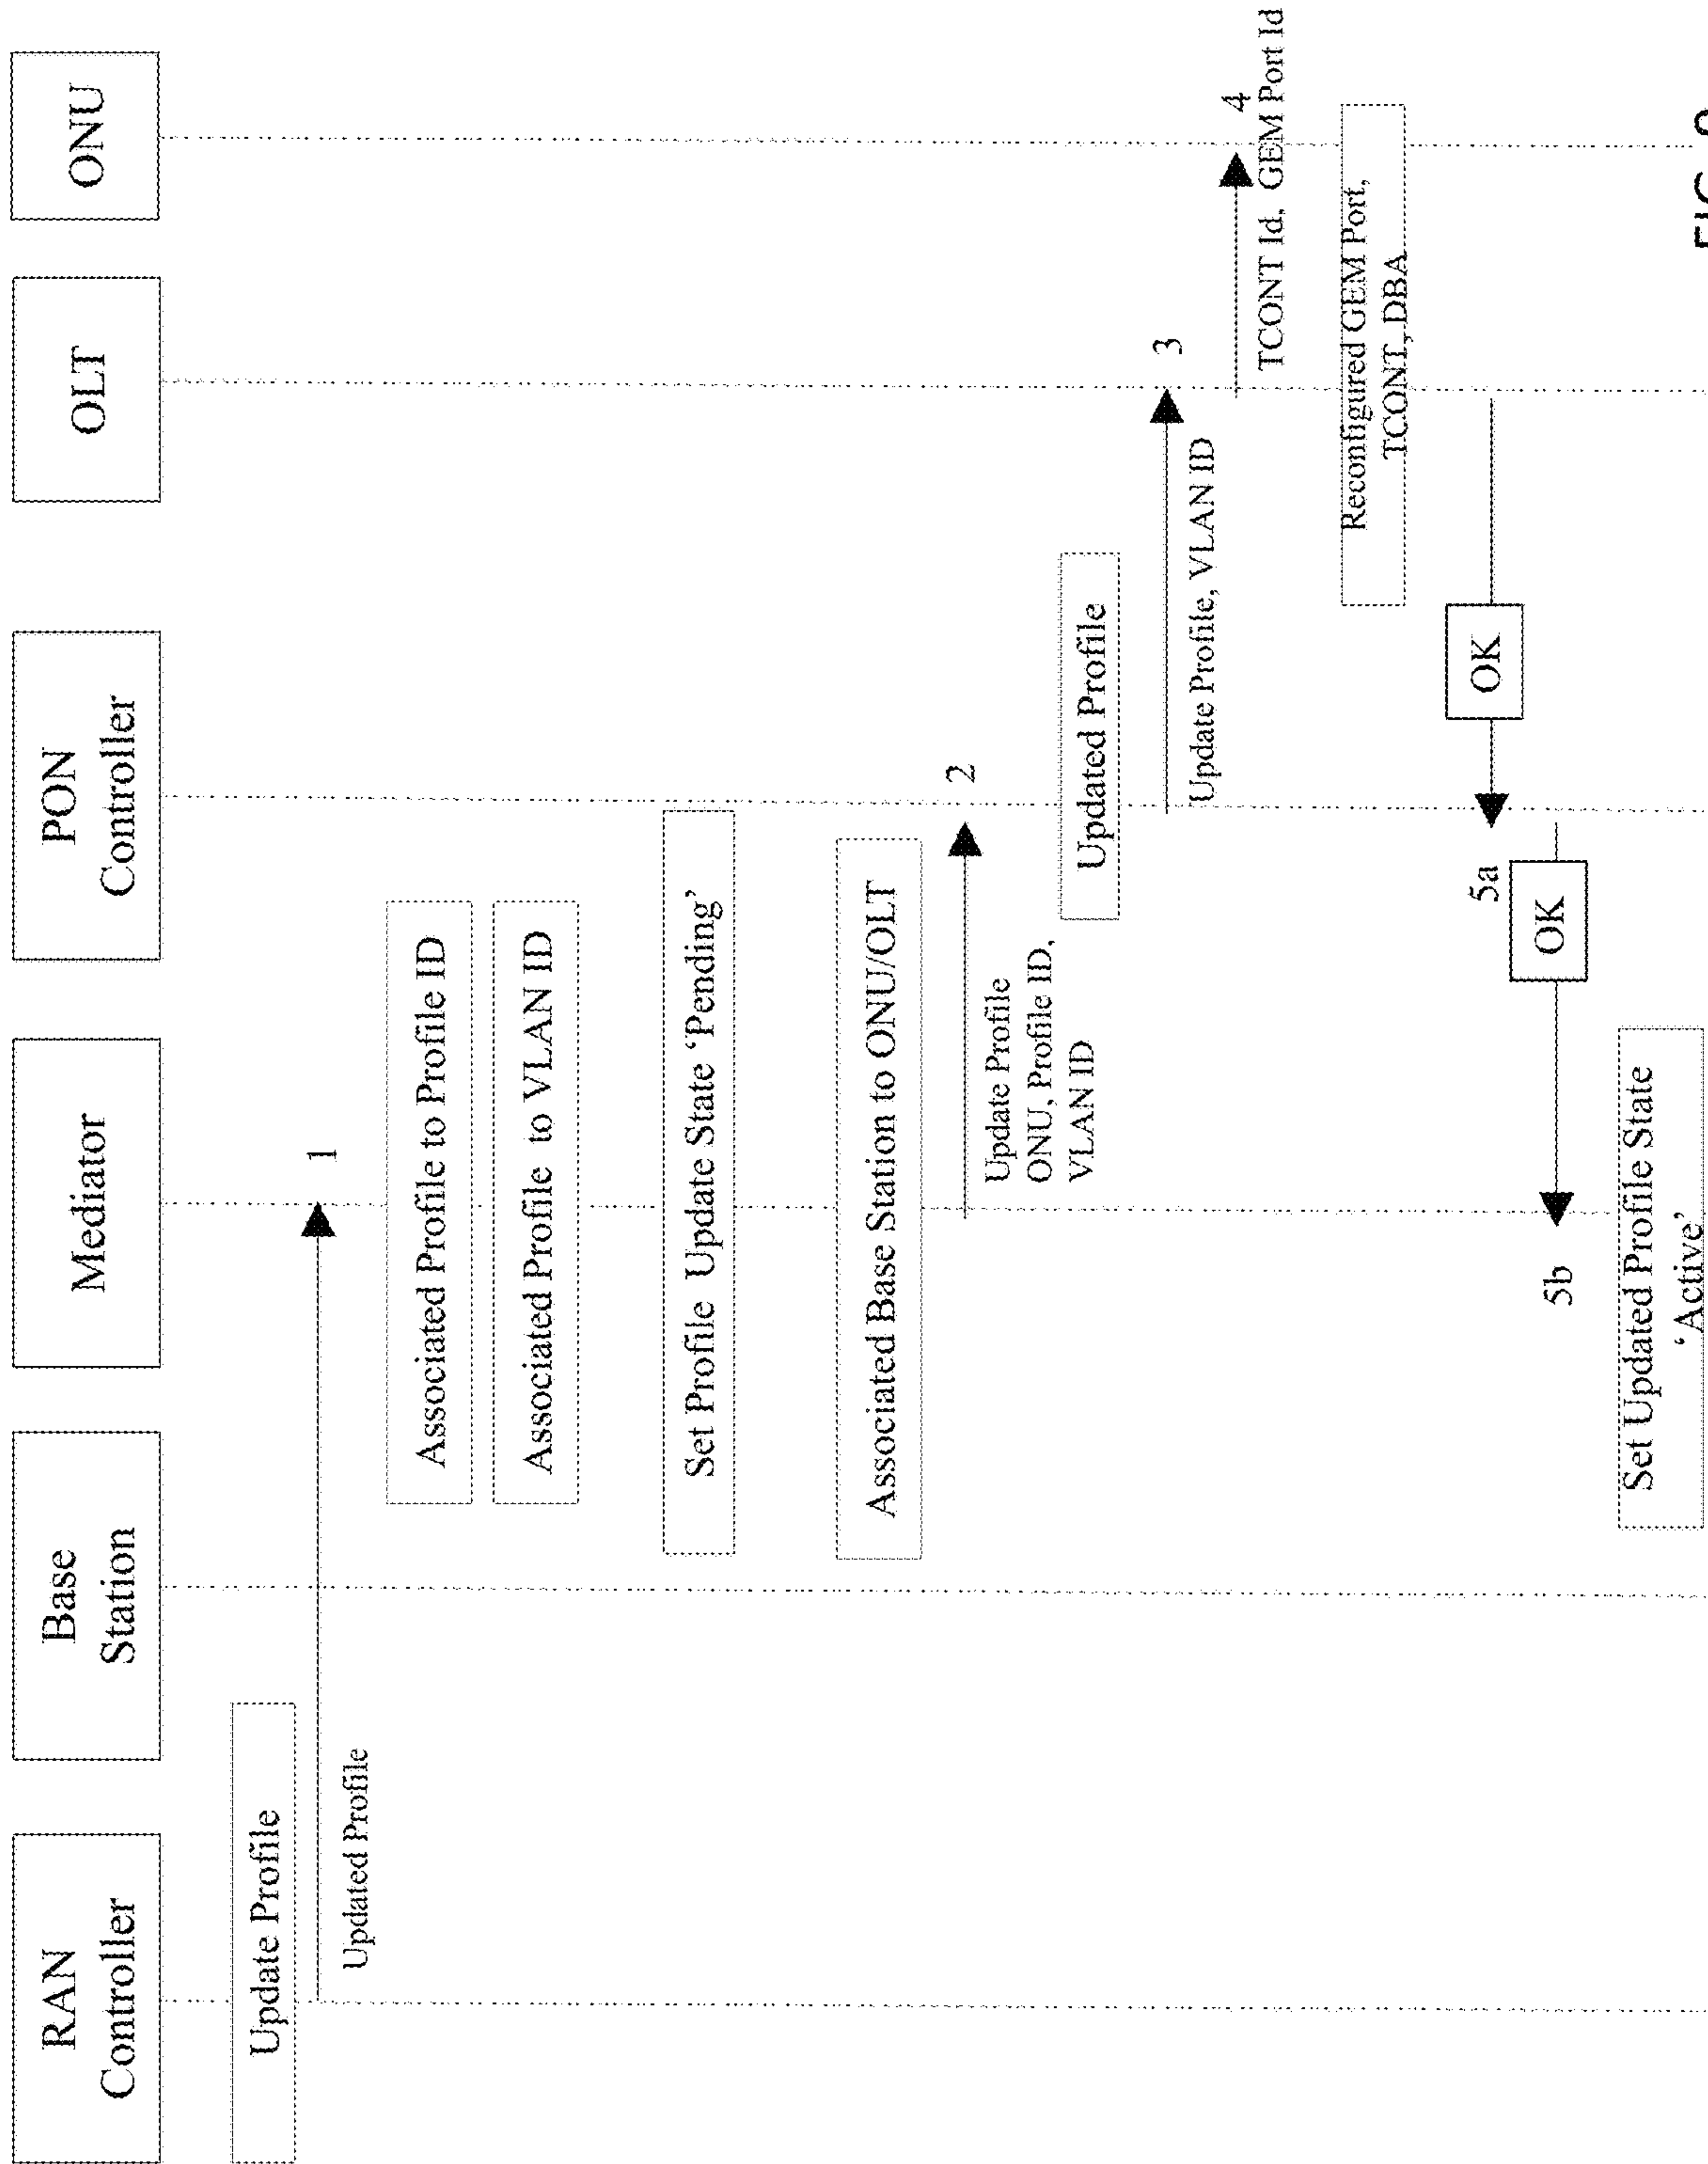 RAN
Controller
Base
Station
Mediator
PON
Controller
OLT
ONU
Update Profile
1
Updated Profile
Associated Profile to Profile ID
Associated Profile to VLAN ID
Set Profile Update State ‘Pending’
Associated Base Station to ONU/OLT
2
Update Profile
ONU, Profile ID,
VLAN ID
Updated Profile
3
Update Profile, VLAN ID
4
TCONT Id, GEM Port Id
Reconfigured GEM Port,
TCONT, DBA
OK
5a
OK
5b
Set Updated Profile State
‘Active’
FIG.